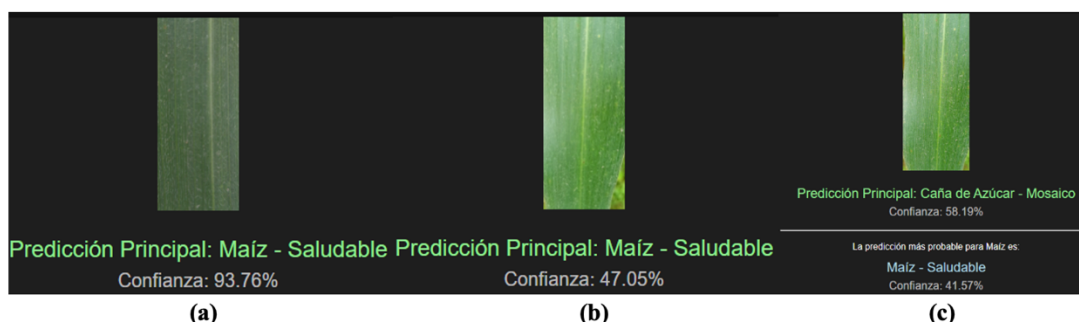 Predicción Principal: Maíz - Saludable
Confianza: 93.76%
(a)
Predicción Principal: Maíz - Saludable
Confianza: 47.05%
(b)
Predicción Principal: Caña de Azúcar - Mosaico
Confianza: 58.19%
La predicción más probable para Maíz es:
Maíz - Saludable
Confianza: 41.57%
(c)